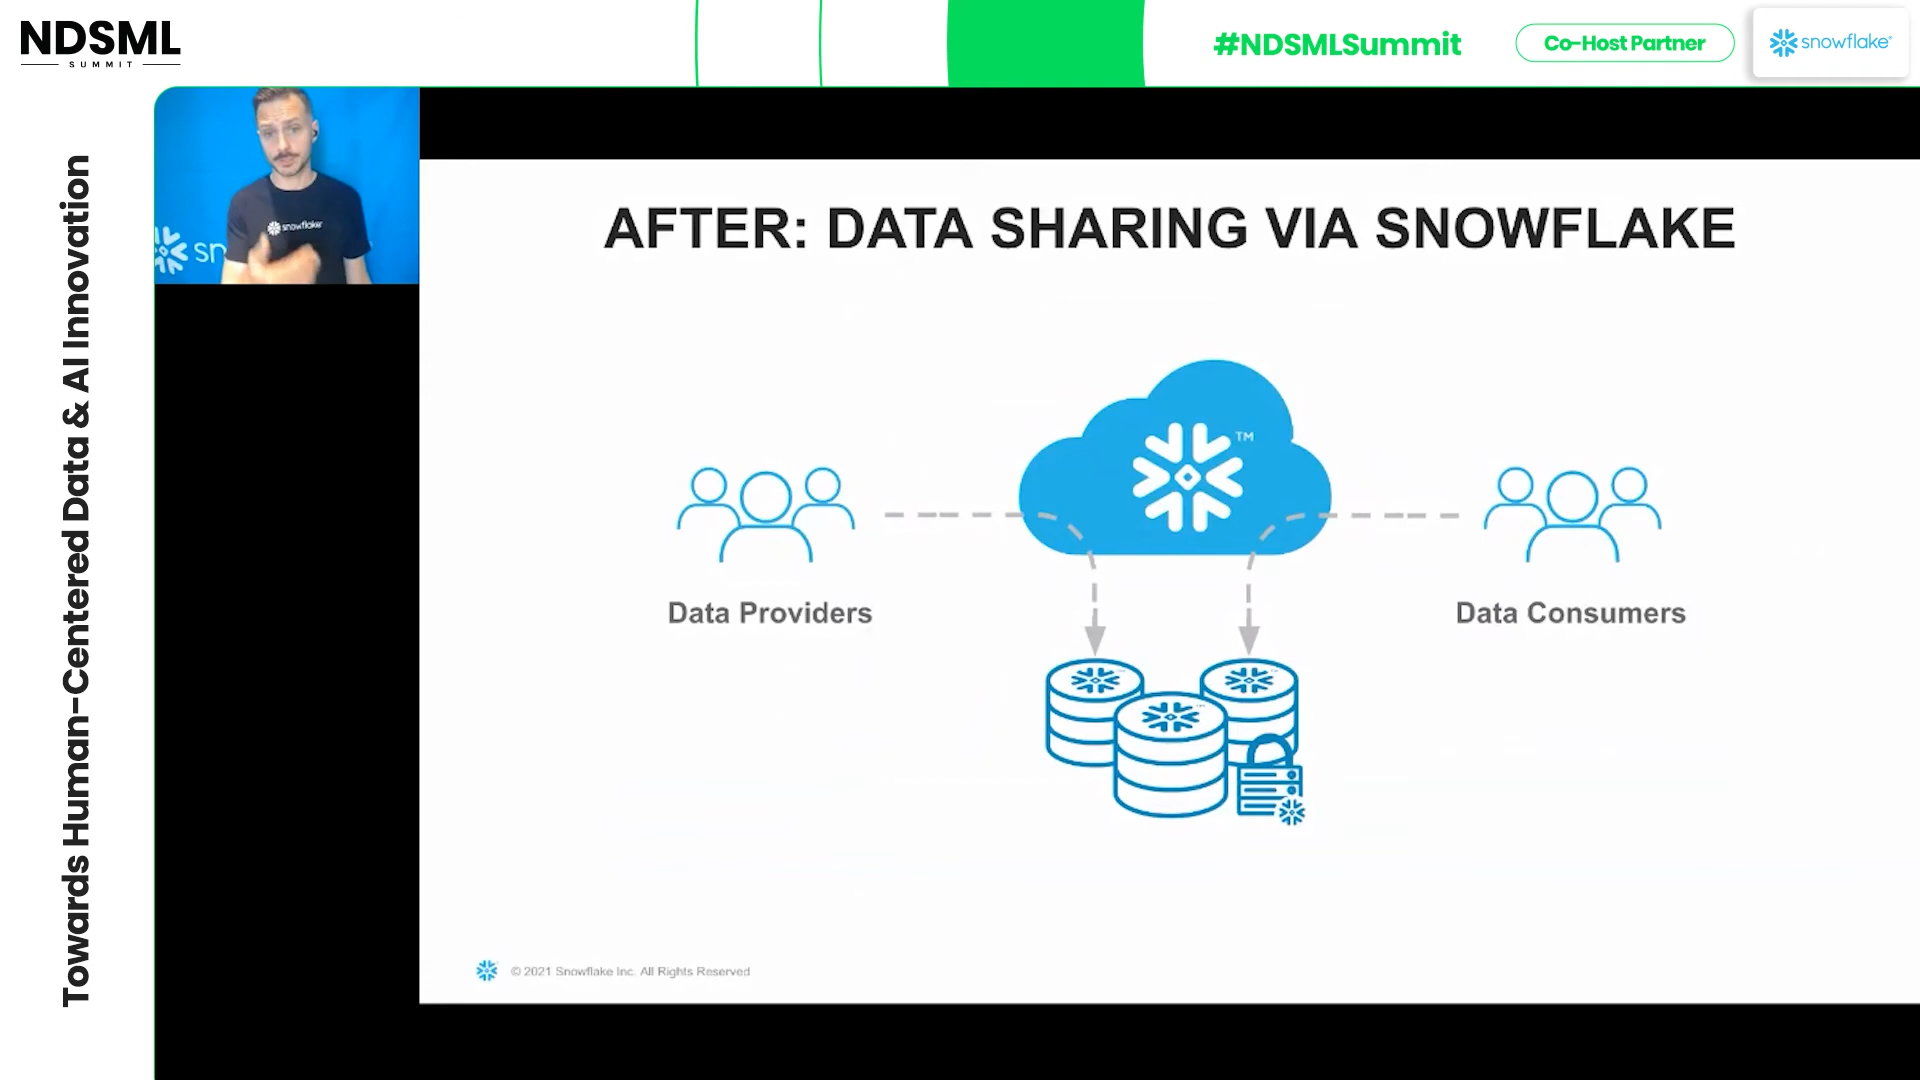 NDSML
SUMMIT
#NDSMLSummit
Co-Host Partner
snowflake®
Towards Human-Centered Data & AI Innovation
snowflake
sn
AFTER: DATA SHARING VIA SNOWFLAKE
TM
Data Providers
Data Consumers
© 2021 Snowflake Inc. All Rights Reserved